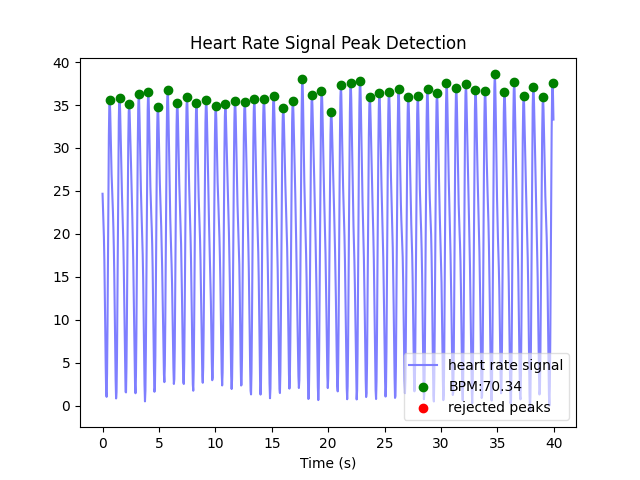 Heart Rate Signal Peak Detection
40
35
30
25
20
15
10
5
0
heart rate signal
BPM:70.34
rejected peaks
0 5 10 15 20 25 30 35 40
Time (s)